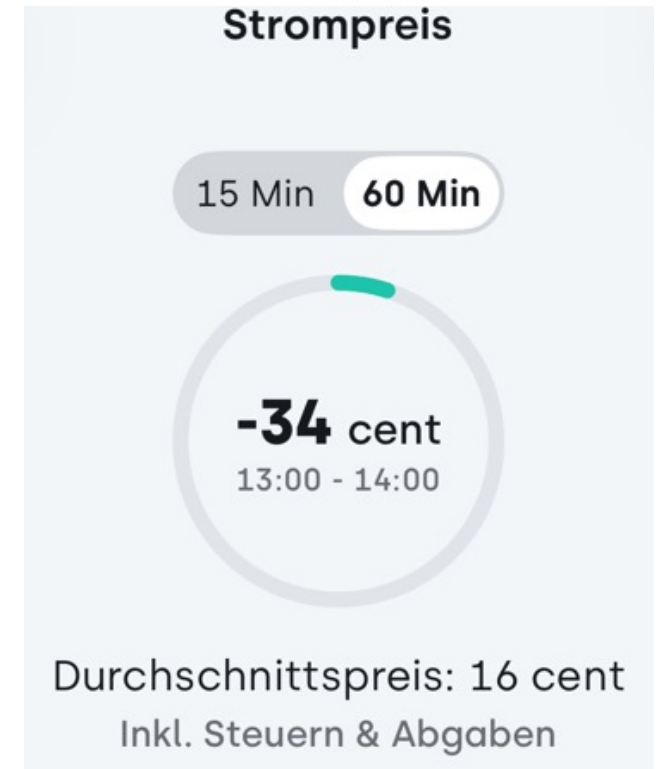 Strompreis
15 Min 60 Min
-34 cent
13:00 - 14:00
Durchschnittspreis: 16 cent
Inkl. Steuern & Abgaben